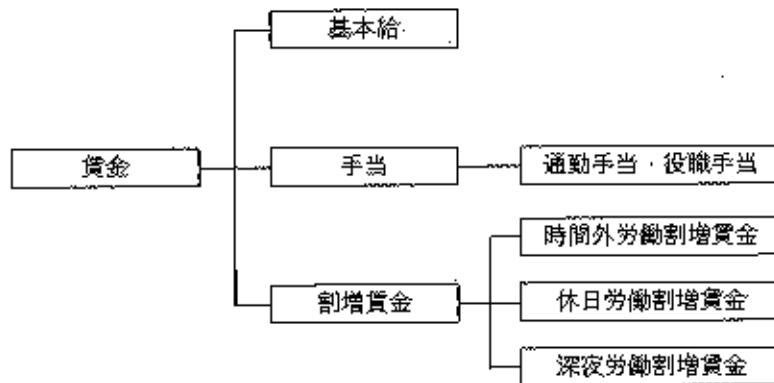 基本給
賃金
手当
通勤手当・役職手当
時間外労働割増賃金
割増賃金
休日労働割増賃金
深夜労働割増賃金